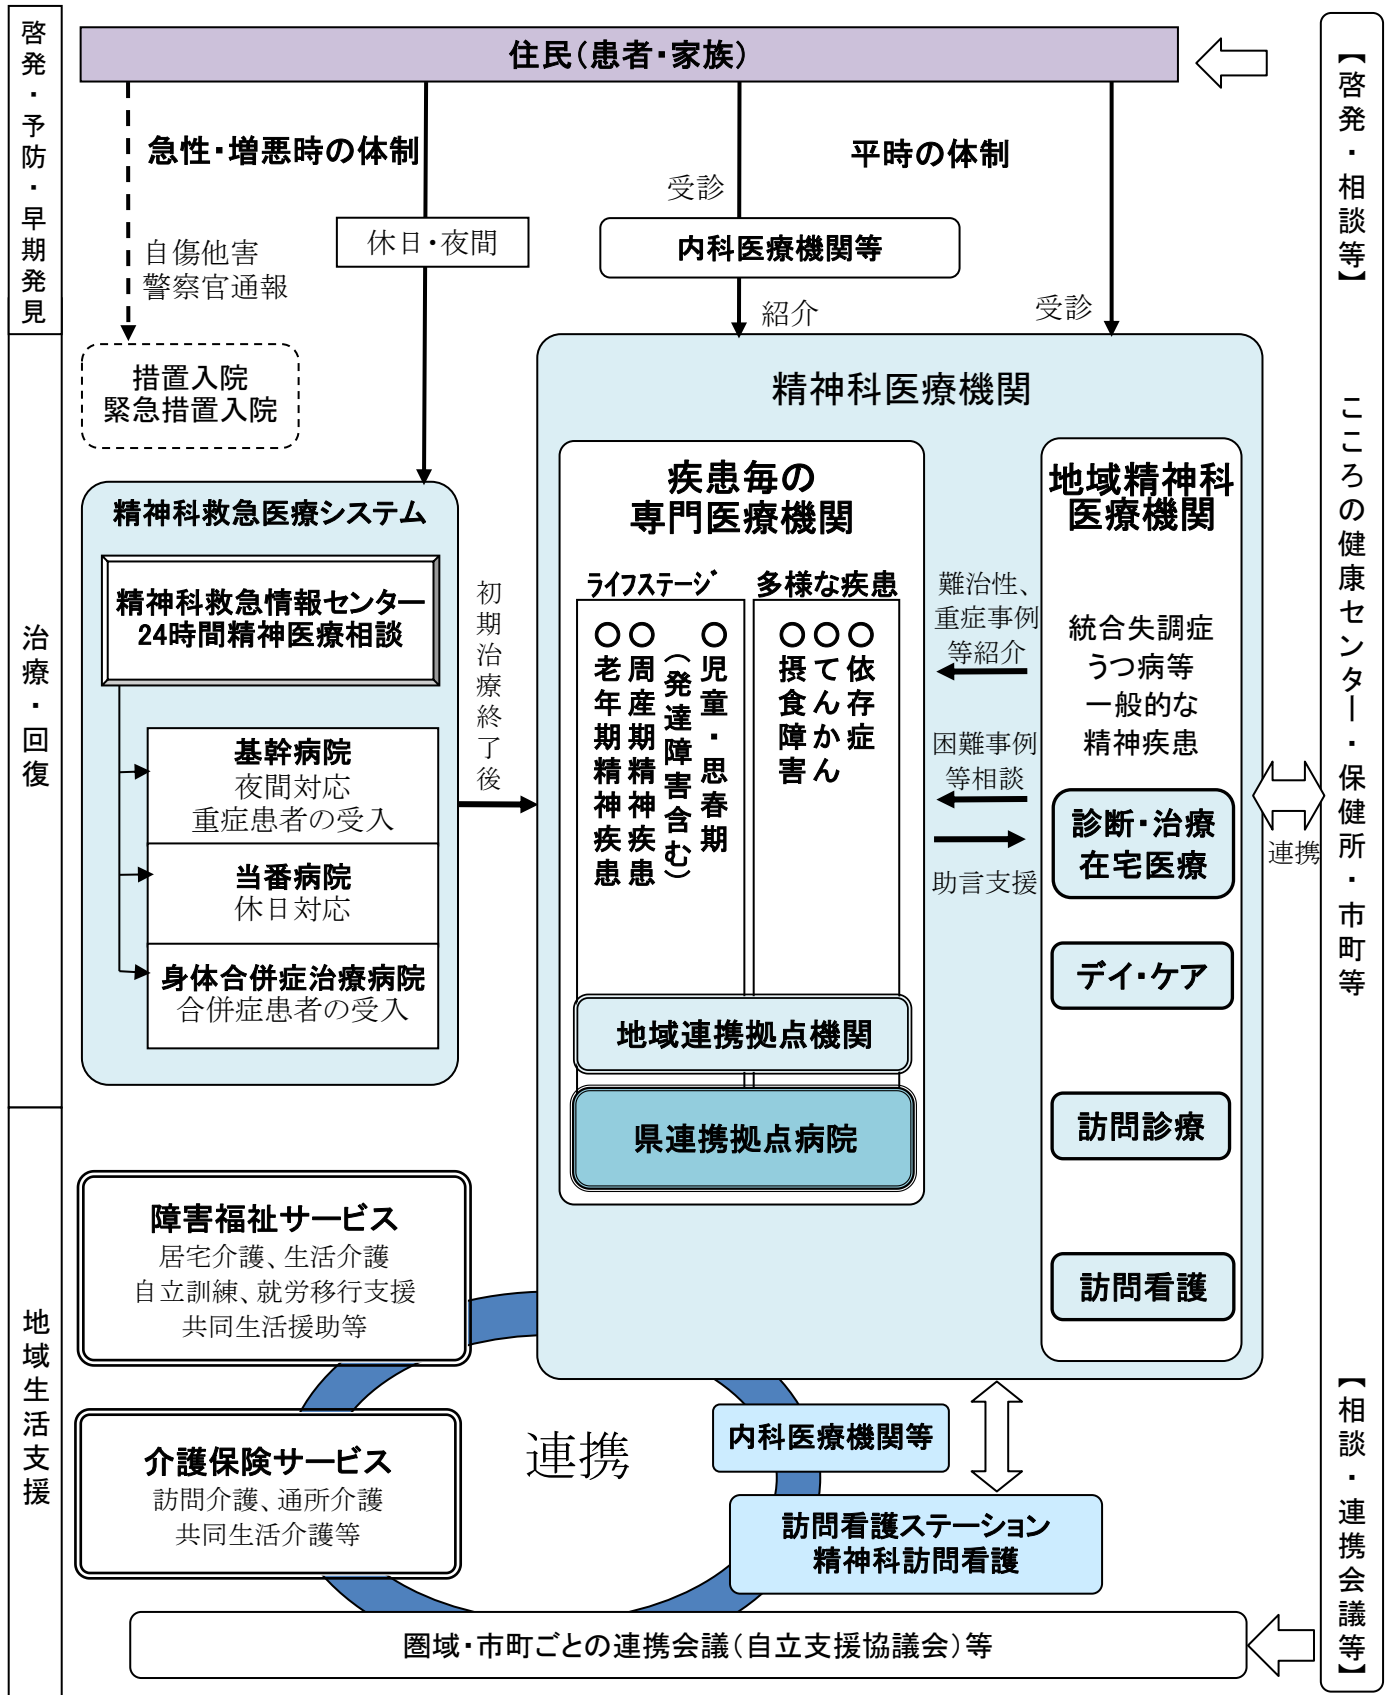 啓発・予防・早期発見
治療・回復
地域生活支援
住民（患者・家族）
急性・増悪時の体制
平時の体制
自傷他害
警察官通報
休日・夜間
受診
内科医療機関等
紹介
受診
措置入院
緊急措置入院
精神科救急医療システム
精神科救急情報センター
24時間精神医療相談
基幹病院
夜間対応
重症患者の受入
当番病院
休日対応
身体合併症治療病院
合併症患者の受入
初期治療終了後
精神科医療機関
疾患毎の
専門医療機関
ライフステージ
○児童・思春期
（発達障害含む）
○周産期精神疾患
○老年期精神疾患
多様な疾患
○依存症
○てんかん
○摂食障害
地域連携拠点機関
県連携拠点病院
難治性、
重症事例
等紹介
困難事例
等相談
助言支援
地域精神科
医療機関
統合失調症
うつ病等
一般的な
精神疾患
診断・治療
在宅医療
デイ・ケア
訪問診療
訪問看護
連携
障害福祉サービス
居宅介護、生活介護
自立訓練、就労移行支援
共同生活援助等
介護保険サービス
訪問介護、通所介護
共同生活介護等
連携
内科医療機関等
訪問看護ステーション
精神科訪問看護
圏域・市町ごとの連携会議（自立支援協議会）等
【啓発・相談等】
こころの健康センター・保健所・市町等
【相談・連携会議等】